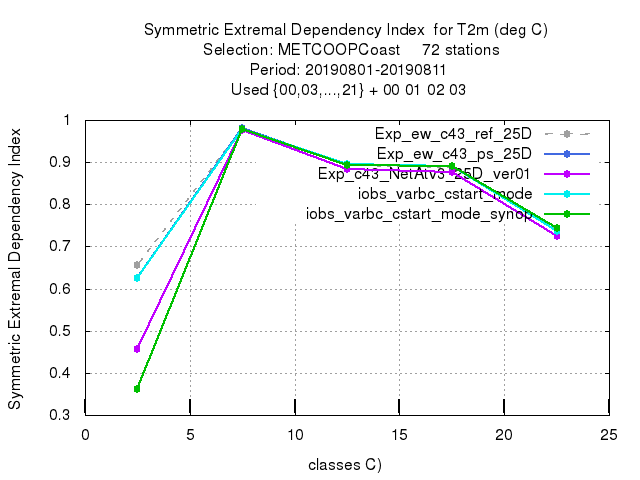 Symmetric Extremal Dependency Index  for T2m (deg C)
Selection: METCOOPCoast     72 stations
Period: 20190801-20190811
Used {00,03,...,21} + 00 01 02 03
Symmetric Extremal Dependency Index
1
0.9
0.8
0.7
0.6
0.5
0.4
0.3
Exp_ew_c43_ref_25D
Exp_ew_c43_ps_25D
Exp_c43_NetAtv3_25D_ver01
iobs_varbc_cstart_mode
iobs_varbc_cstart_mode_synop
0 5 10 15 20 25
classes C)